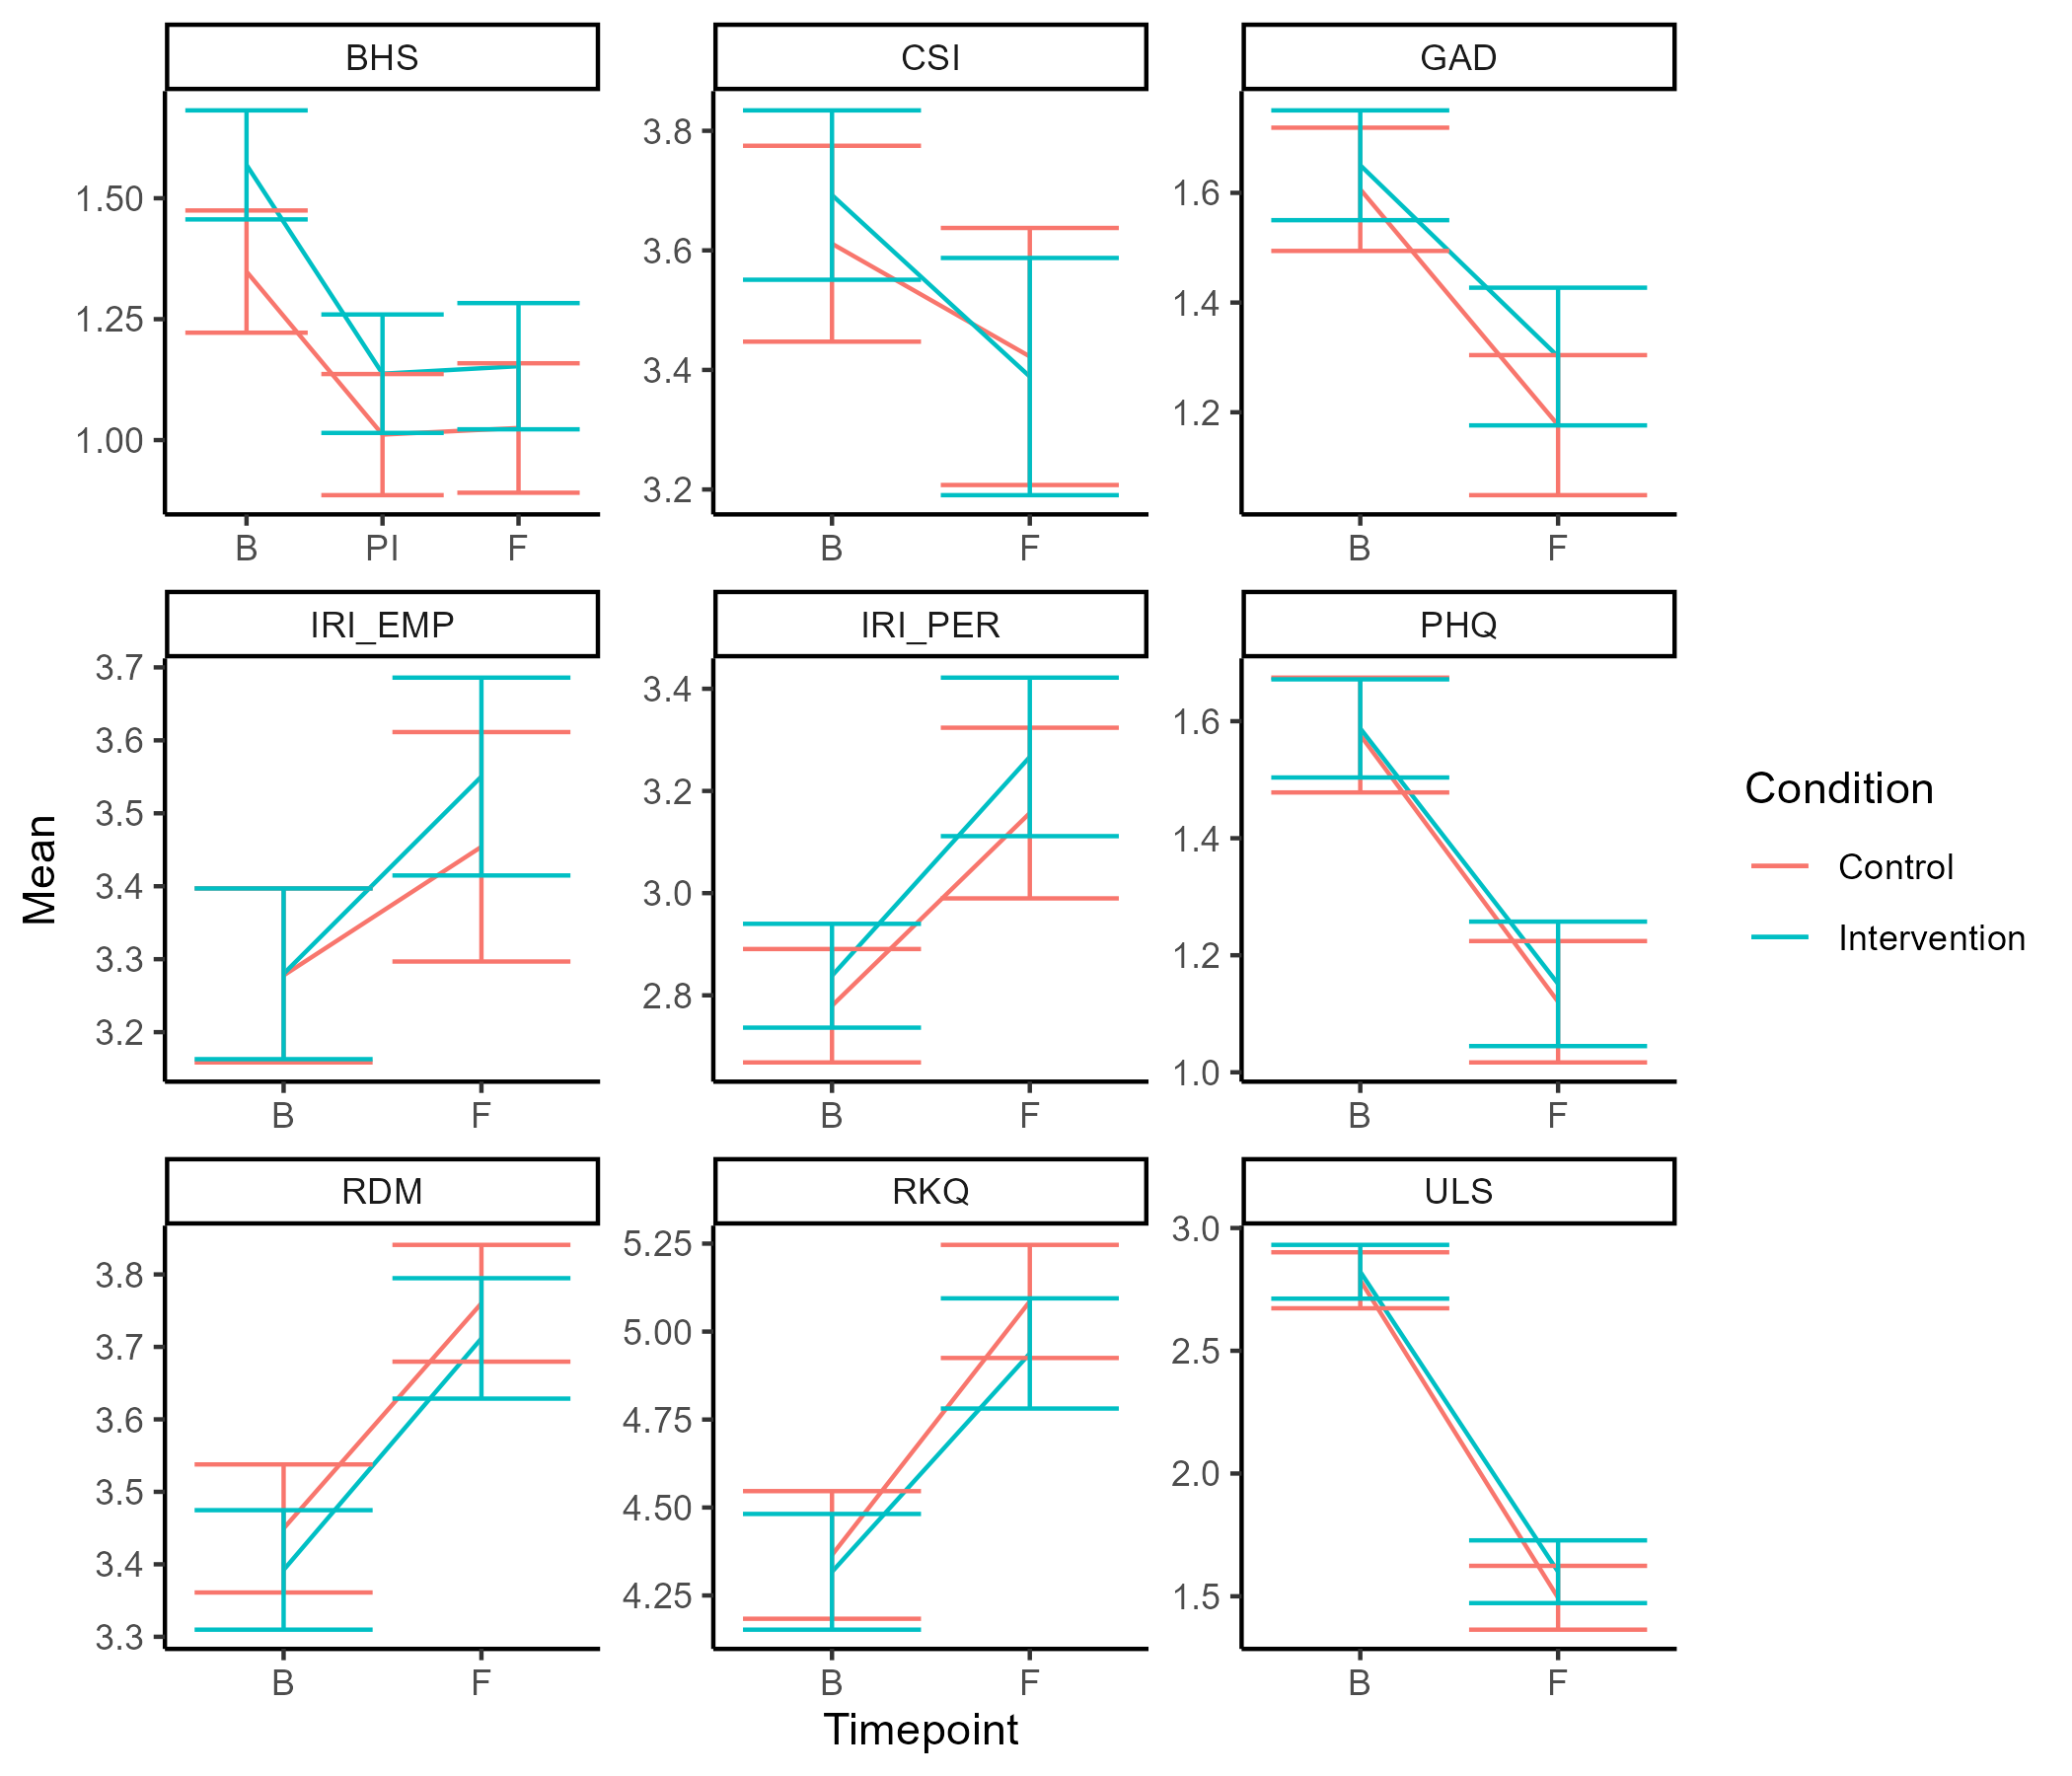 BHS
CSI
GAD
1.50
1.25
1.00
B PI F
3.8
3.6
3.4
3.2
B F
1.6
1.4
1.2
B F
IRI_EMP
IRI_PER
PHQ
3.7
3.6
3.5
3.4
3.3
3.2
B F
3.4
3.2
3.0
2.8
B F
1.6
1.4
1.2
1.0
B F
RDM
RKQ
ULS
3.8
3.7
3.6
3.5
3.4
3.3
B F
5.25
5.00
4.75
4.50
4.25
B F
3.0
2.5
2.0
1.5
B F
Mean
Timepoint
Condition
Control
Intervention